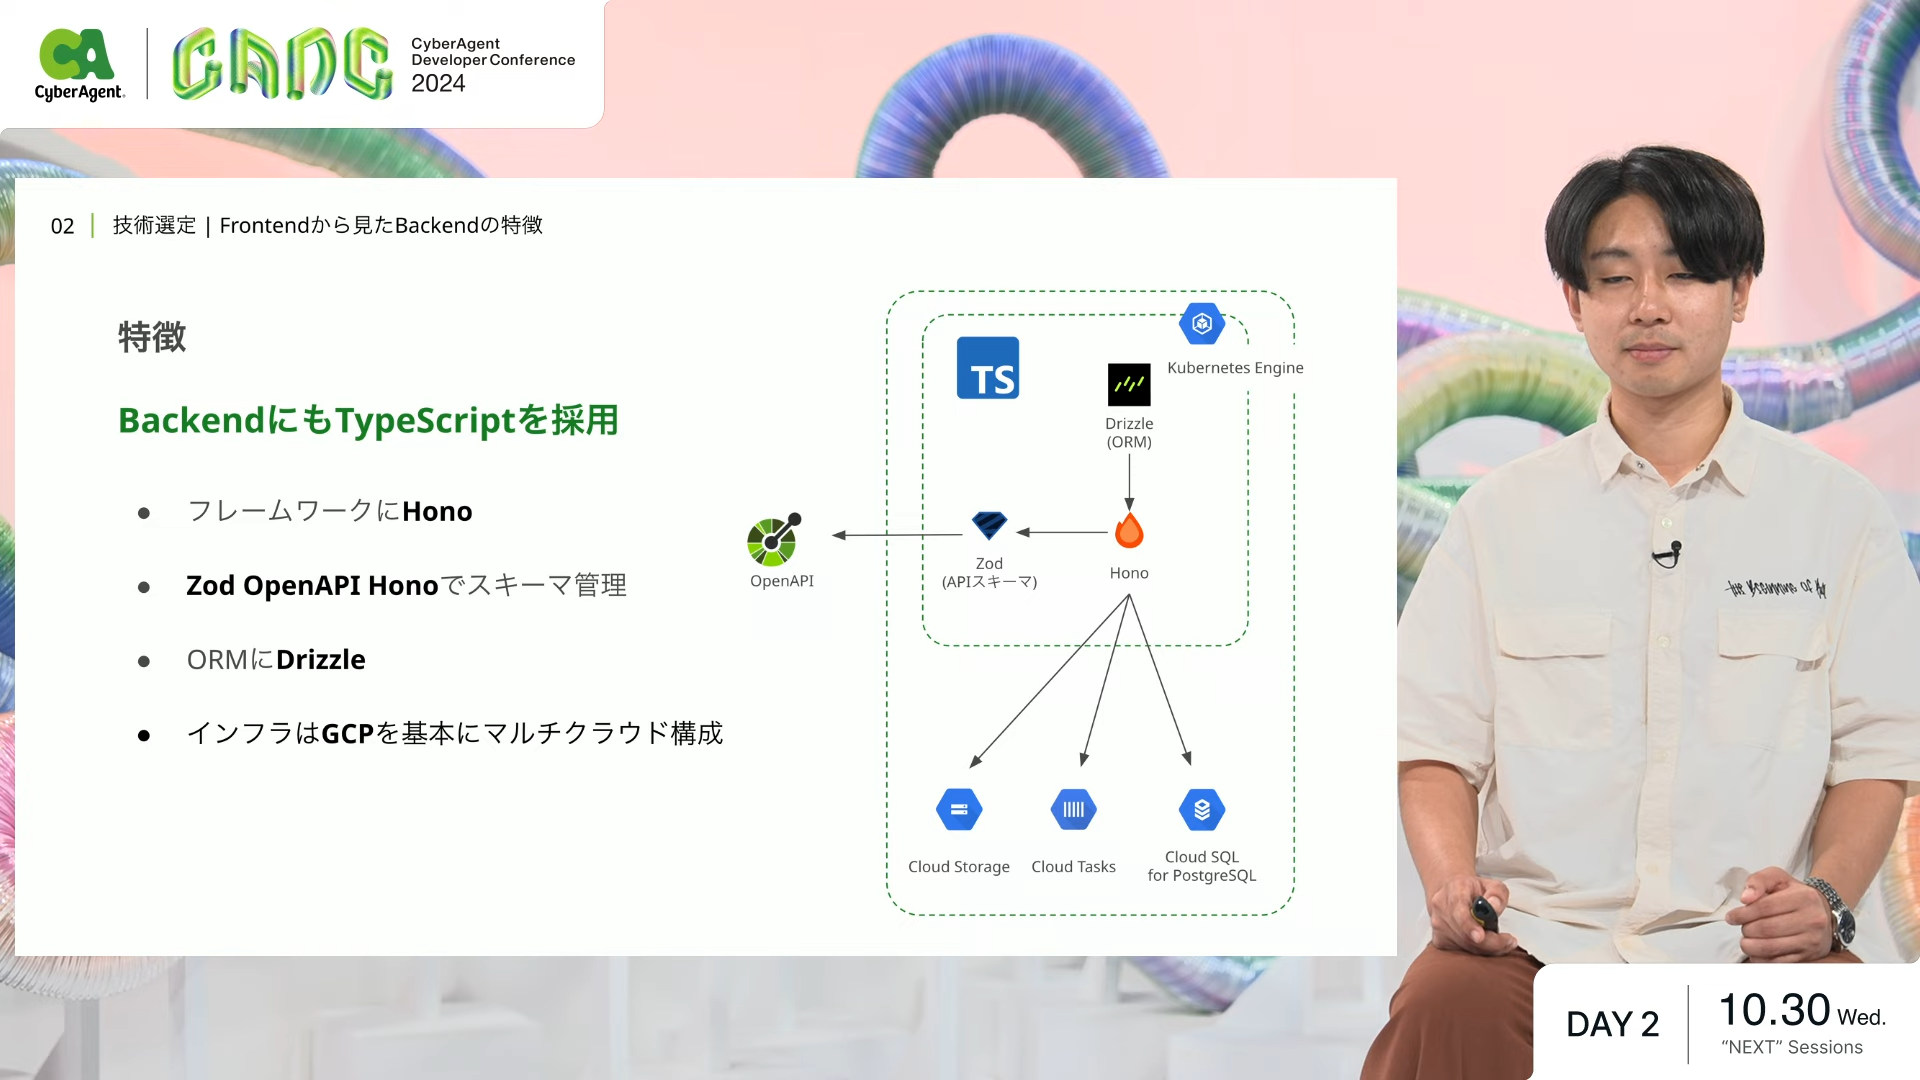 CyberAgent
CyberAgent
Developer Conference
2024
02
技術選定 | Frontendから見たBackendの特徴
特徴
BackendにもTypeScriptを採用
● フレームワークにHono
● Zod OpenAPI Honoでスキーマ管理
● ORMにDrizzle
● インフラはGCPを基本にマルチクラウド構成
TS
Kubernetes Engine
Drizzle
(ORM)
OpenAPI
Zod
(APIスキーマ)
Hono
Cloud Storage
Cloud Tasks
Cloud SQL
for PostgreSQL
DAY 2
10.30 Wed.
“NEXT” Sessions